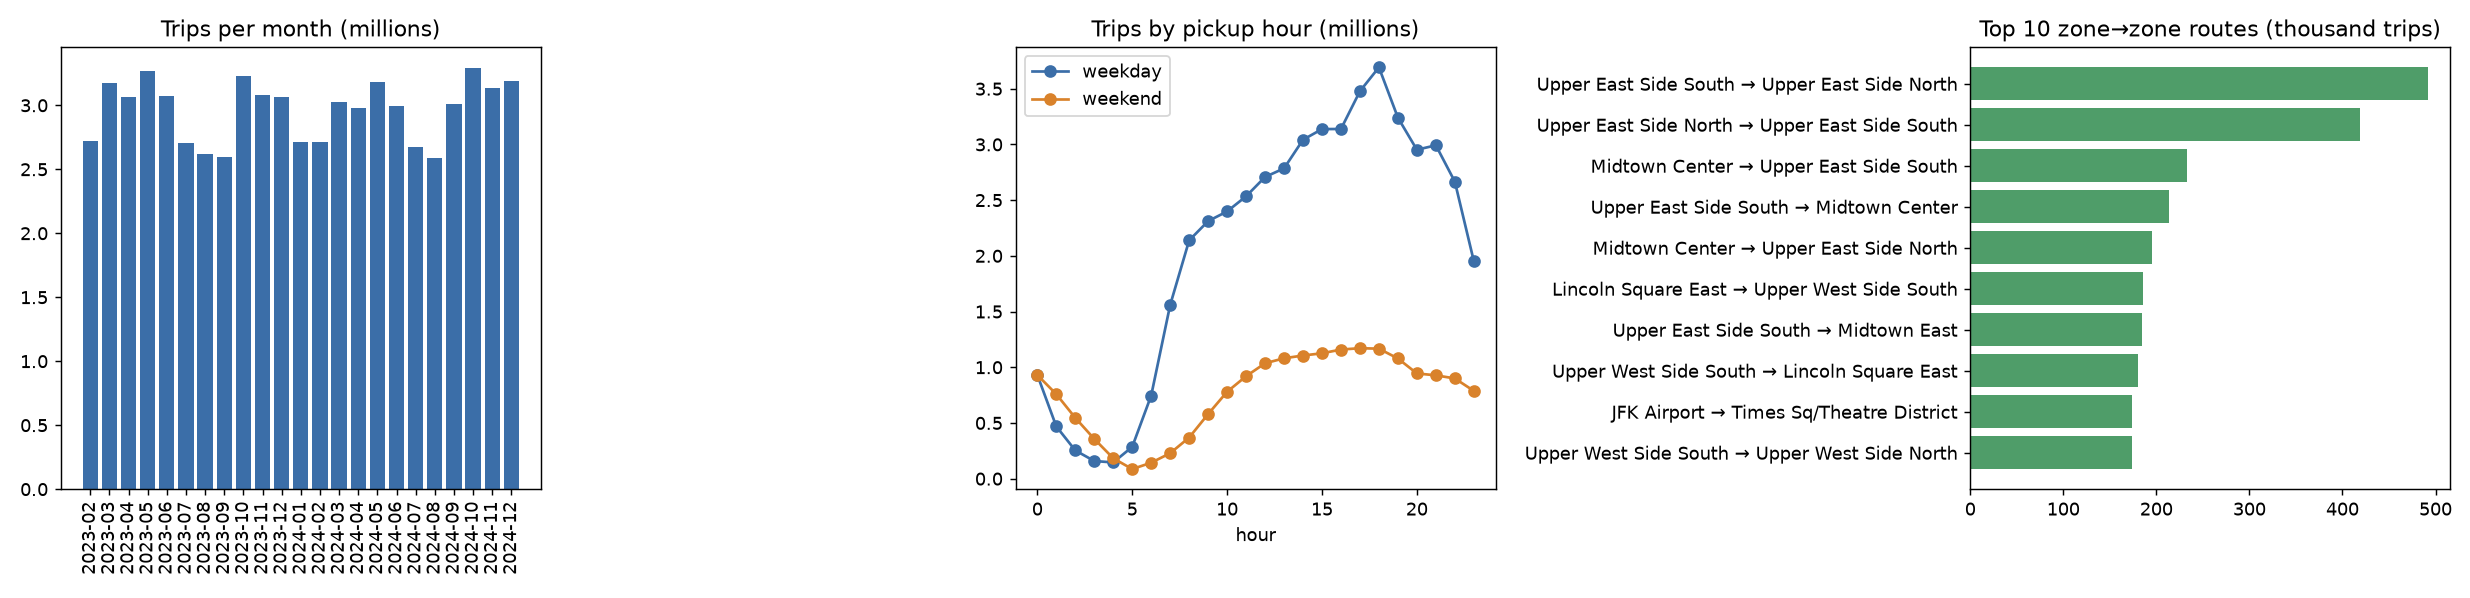 Trips per month (millions)
3.0
2.5
2.0
1.5
1.0
0.5
0.0
2023-02
2023-03
2023-04
2023-05
2023-06
2023-07
2023-08
2023-09
2023-10
2023-11
2023-12
2024-01
2024-02
2024-03
2024-04
2024-05
2024-06
2024-07
2024-08
2024-09
2024-10
2024-11
2024-12
Trips by pickup hour (millions)
weekday
weekend
3.5
3.0
2.5
2.0
1.5
1.0
0.5
0.0
0 5 10 15 20
hour
Top 10 zone→zone routes (thousand trips)
Upper East Side South → Upper East Side North
Upper East Side North → Upper East Side South
Midtown Center → Upper East Side South
Upper East Side South → Midtown Center
Midtown Center → Upper East Side North
Lincoln Square East → Upper West Side South
Upper East Side South → Midtown East
Upper West Side South → Lincoln Square East
JFK Airport → Times Sq/Theatre District
Upper West Side South → Upper West Side North
0 100 200 300 400 500